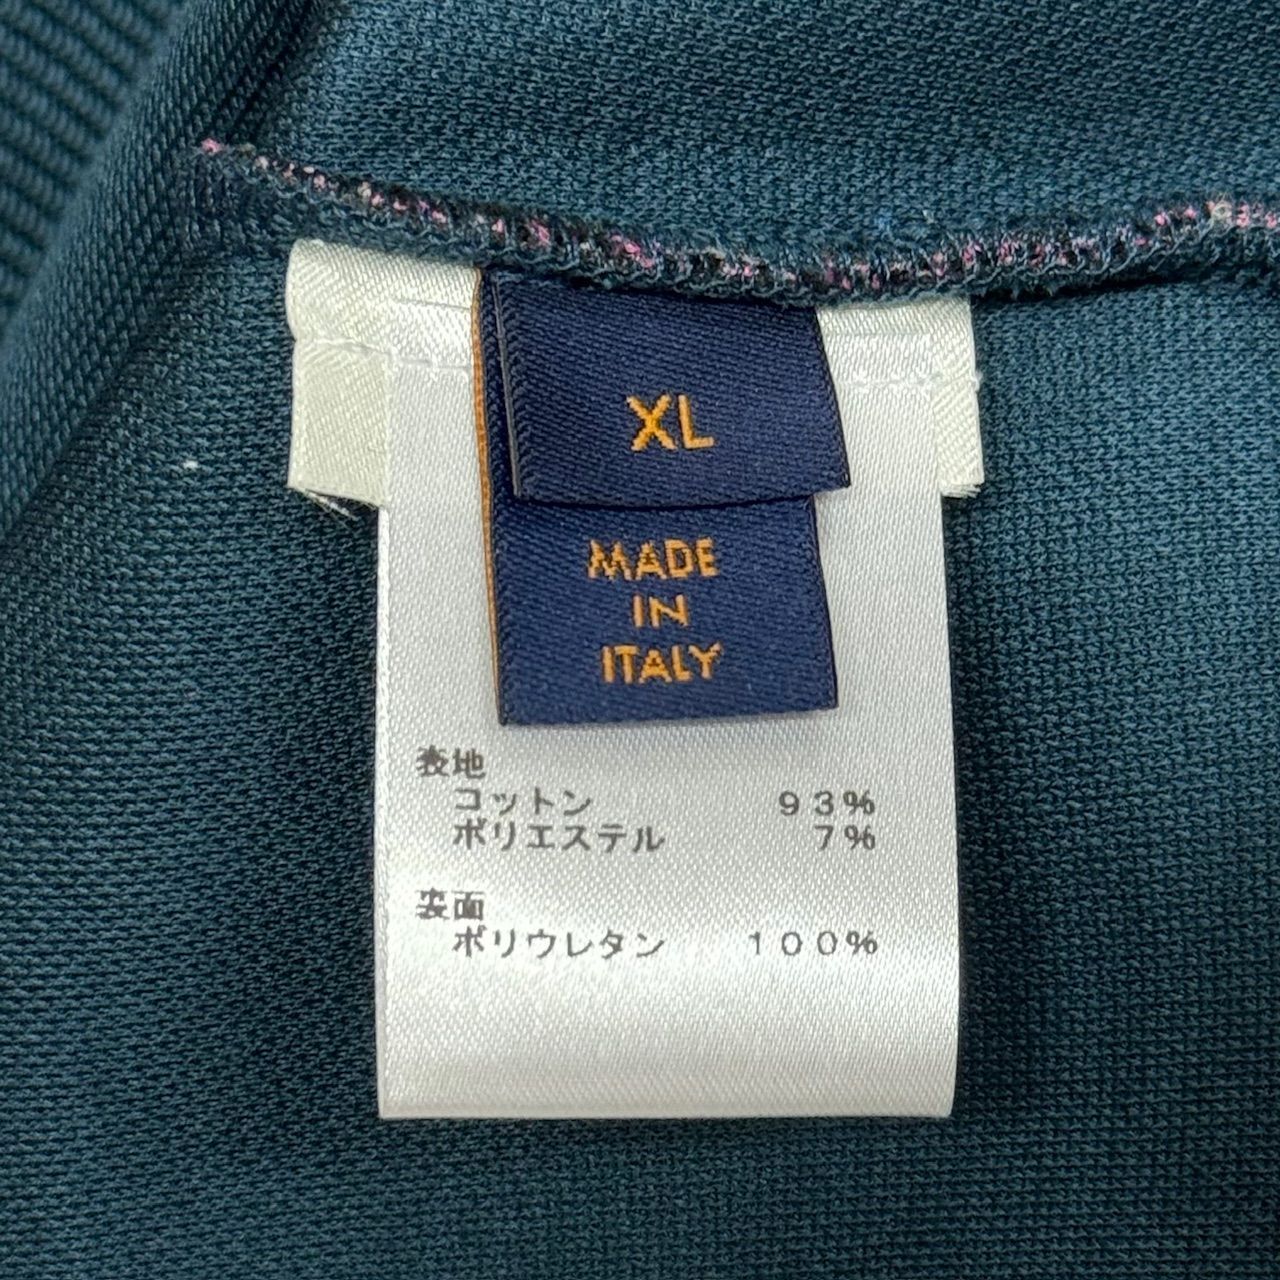 XL
MADE
IN
ITALY
表地
コットン 93%
ポリエステル 7%
表面
ポリウレタン 100%